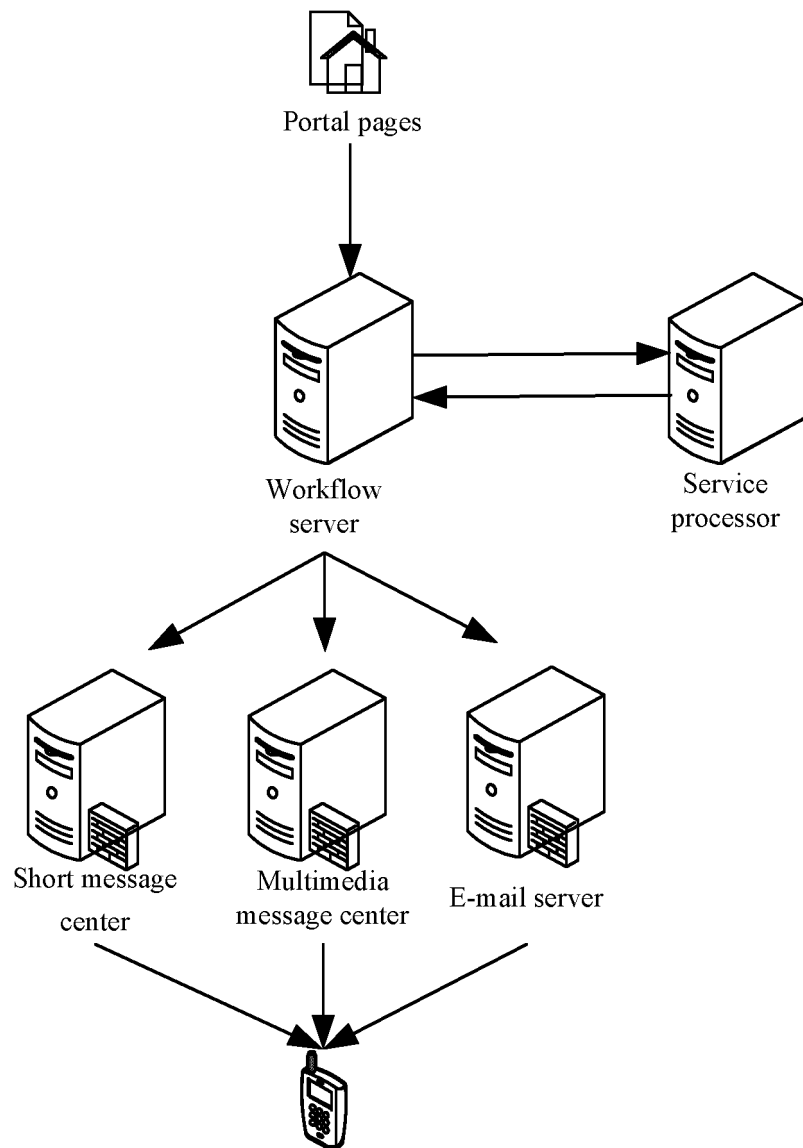 Portal pages
Workflow
server
Service
processor
Short message
center
Multimedia
message center
E-mail server